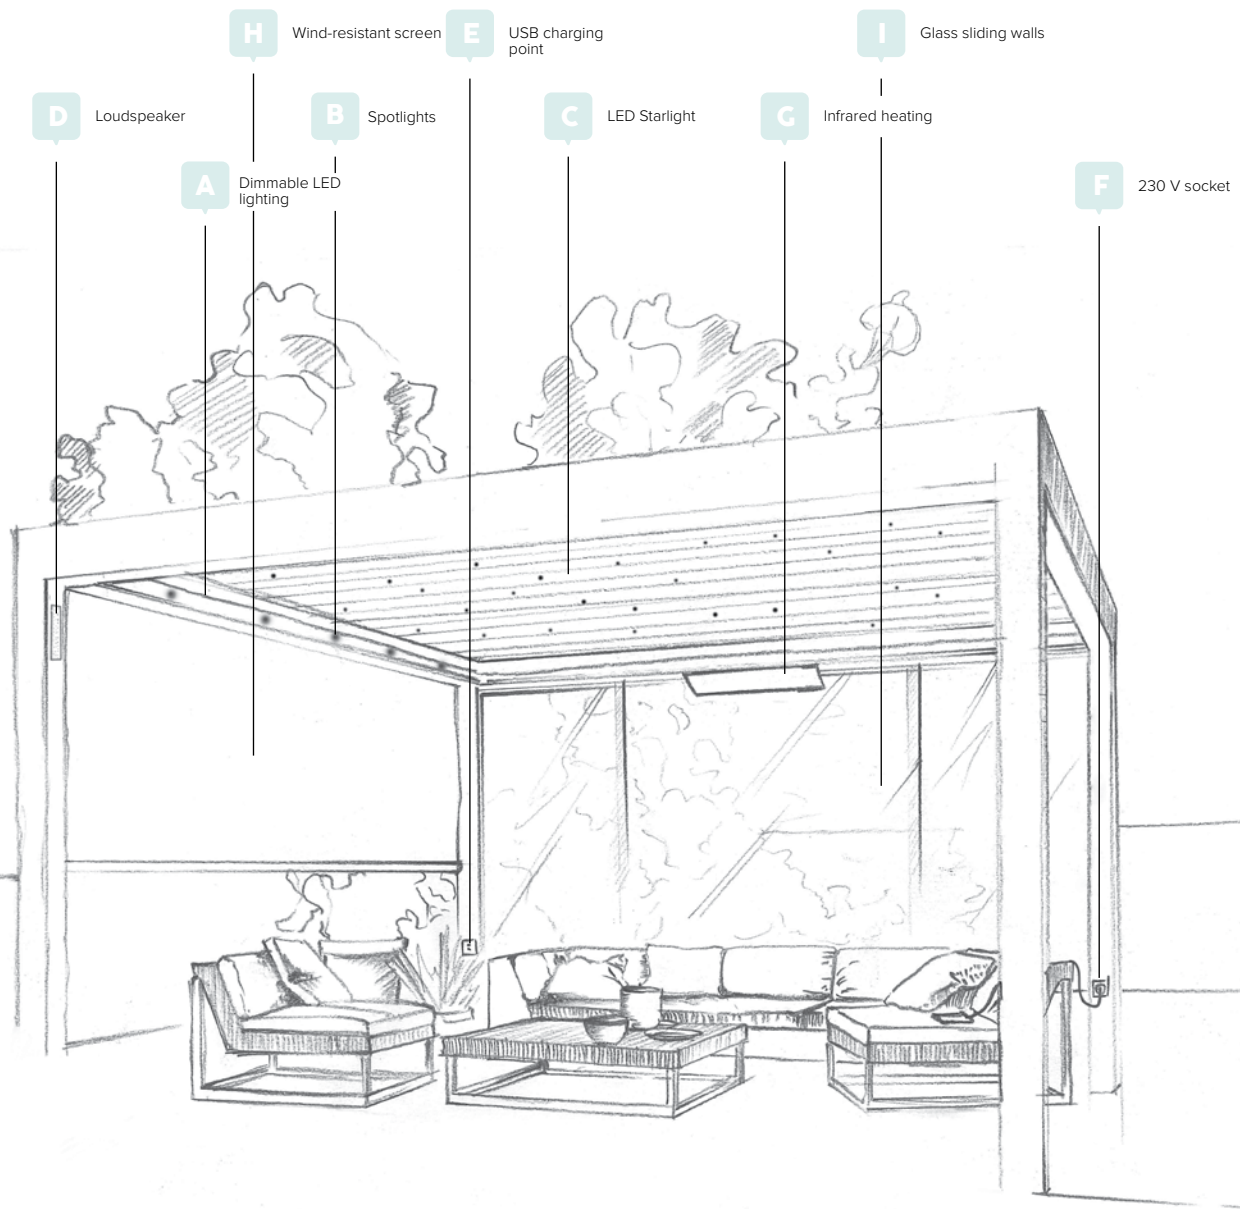 H Wind-resistant screen
E USB charging
point
I Glass sliding walls
D Loudspeaker
B Spotlights
C LED Starlight
G Infrared heating
A Dimmable LED
lighting
F 230 V socket